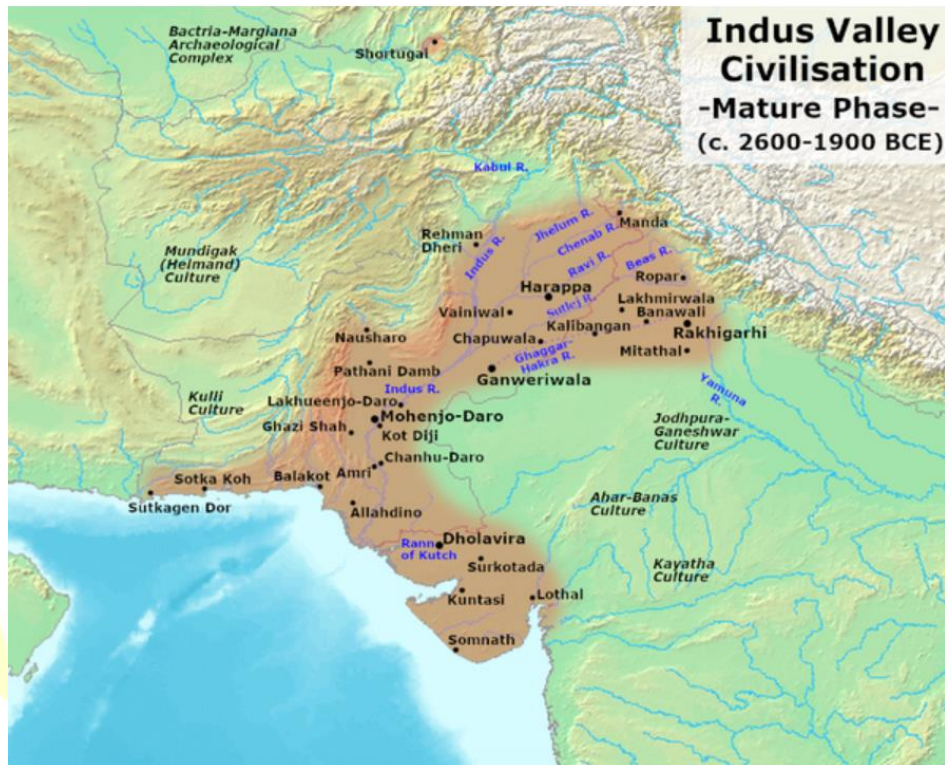 Indus Valley
Civilisation
-Mature Phase-
(c. 2600-1900 BCE)
Bactria-Margiana
Archaeological
Complex
Shortugai
Kabul R.
Manda
Jhelum R.
Chenab R.
Rehman
Dheri
Indus R.
Ravi R.
Beas R.
Mundigak
(Helmand)
Culture
Ropar
Harappa
Sutlej R.
Lakhmirwala
Vainiwal
Banawali
Kalibangan
Rakhigarhi
Nausharo
Chapuwala
Mitathal
Ghaggar-
Hakra R.
Pathani Damb
Ganweriwala
Indus R.
Yamuna
R.
Kulli
Culture
Lakhueenjo-Daro
Mohenjo-Daro
Jodhpura-
Ganeshwar
Culture
Ghazi Shah
Kot Diji
Chanhu-Daro
Amri
Sotka Koh
Balakot
Sutkagen Dor
Allahdino
Ahar-Banas
Culture
Rann
of Kutch
Dholavira
Surkotada
Kayatha
Culture
Kuntasi
Lothal
Somnath